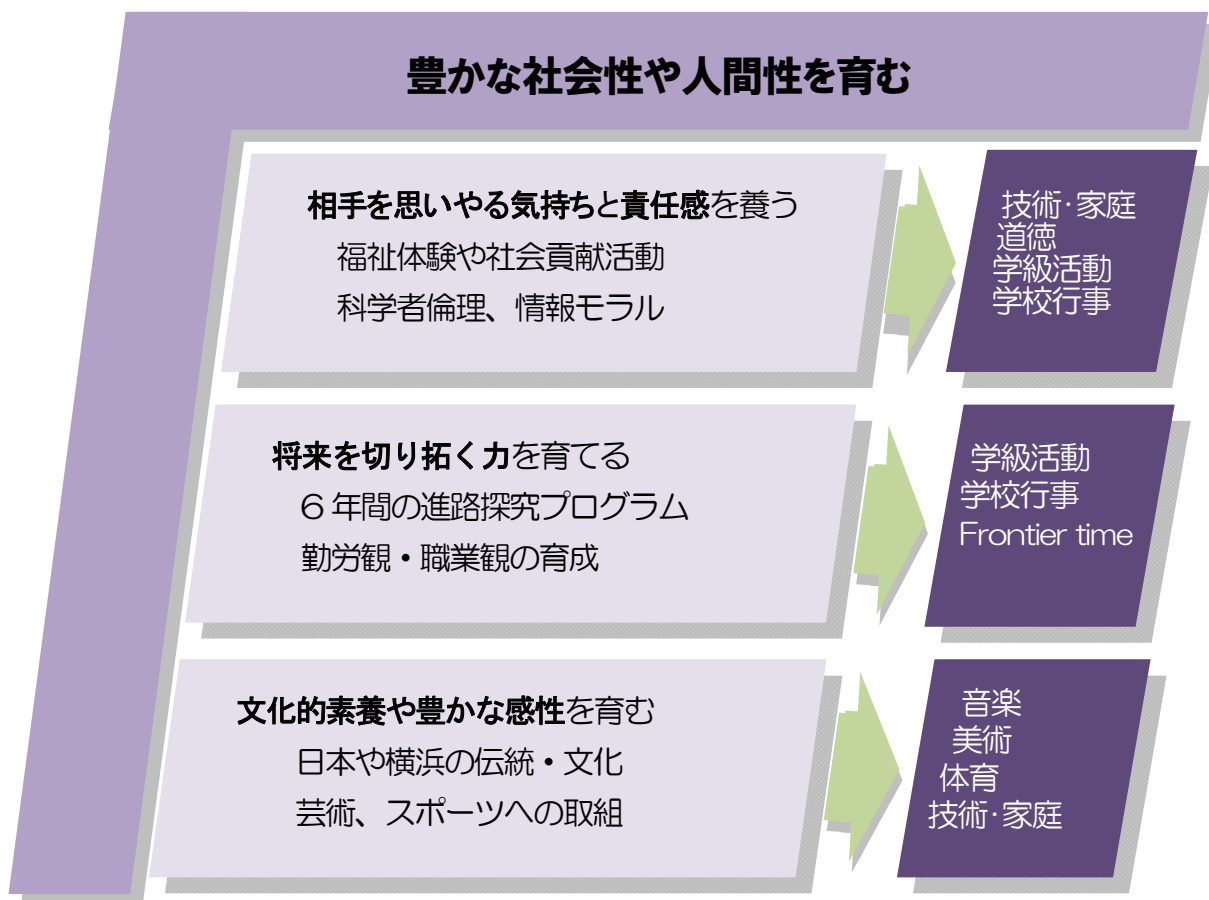 豊かな社会性や人間性を育む
相手を思いやる気持ちと責任感を養う
福祉体験や社会貢献活動
科学者倫理、情報モラル
技術・家庭
道徳
学級活動
学校行事
将来を切り拓く力を育てる
6年間の進路探究プログラム
勤労観・職業観の育成
学級活動
学校行事
Frontier time
文化的素養や豊かな感性を育む
日本や横浜の伝統・文化
芸術、スポーツへの取組
音楽
美術
体育
技術・家庭